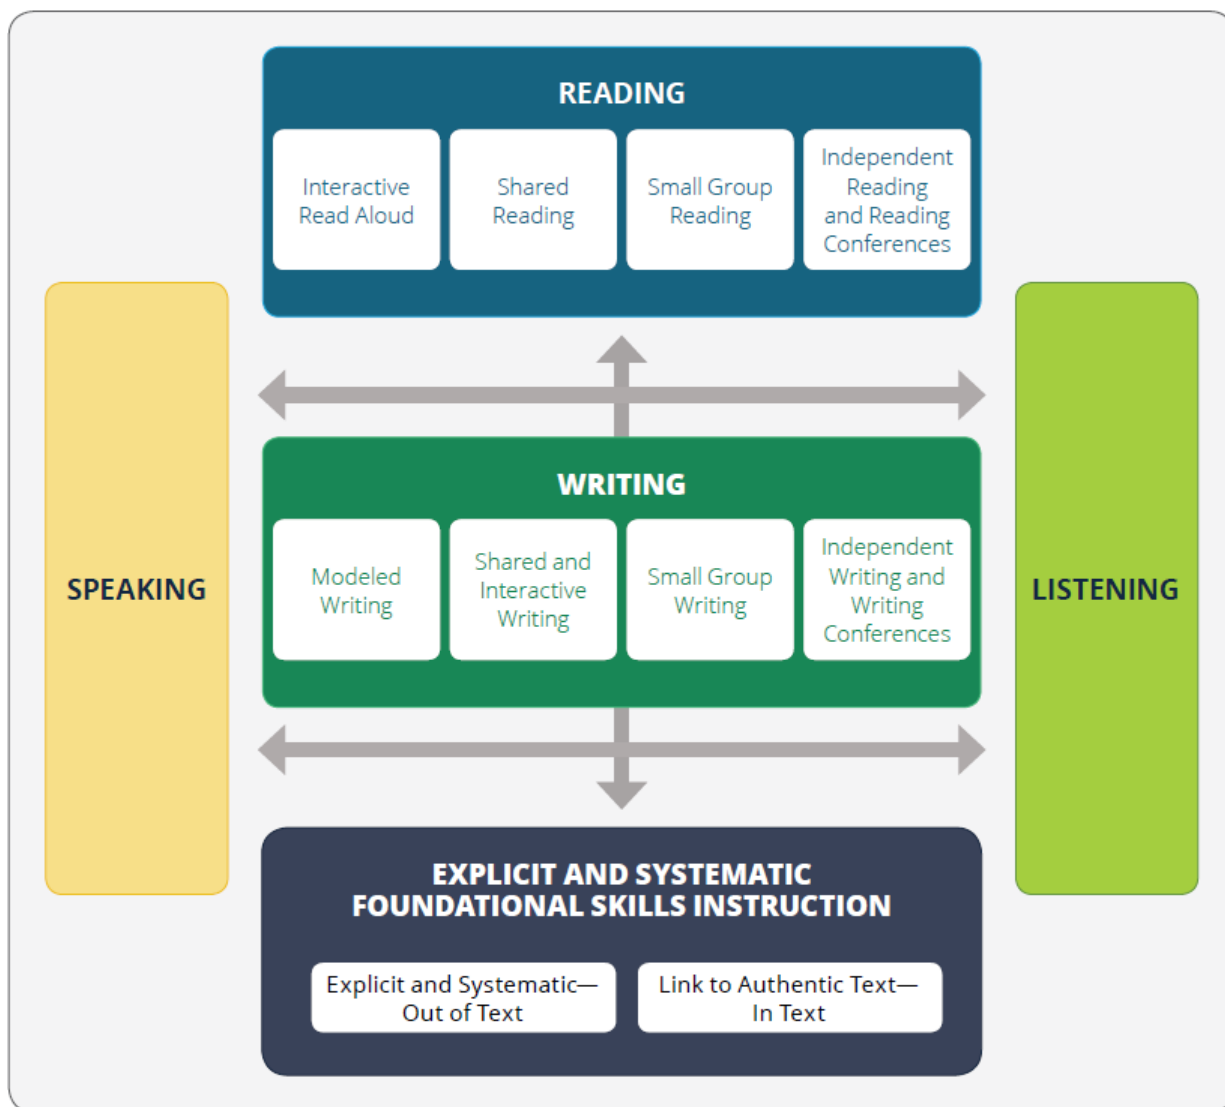 READING
Interactive
Read Aloud
Shared
Reading
Small Group
Reading
Independent
Reading
and Reading
Conferences
SPEAKING
WRITING
Modeled
Writing
Shared and
Interactive
Writing
Small Group
Writing
Independent
Writing and
Writing
Conferences
LISTENING
EXPLICIT AND SYSTEMATIC
FOUNDATIONAL SKILLS INSTRUCTION
Explicit and Systematic—
Out of Text
Link to Authentic Text—
In Text